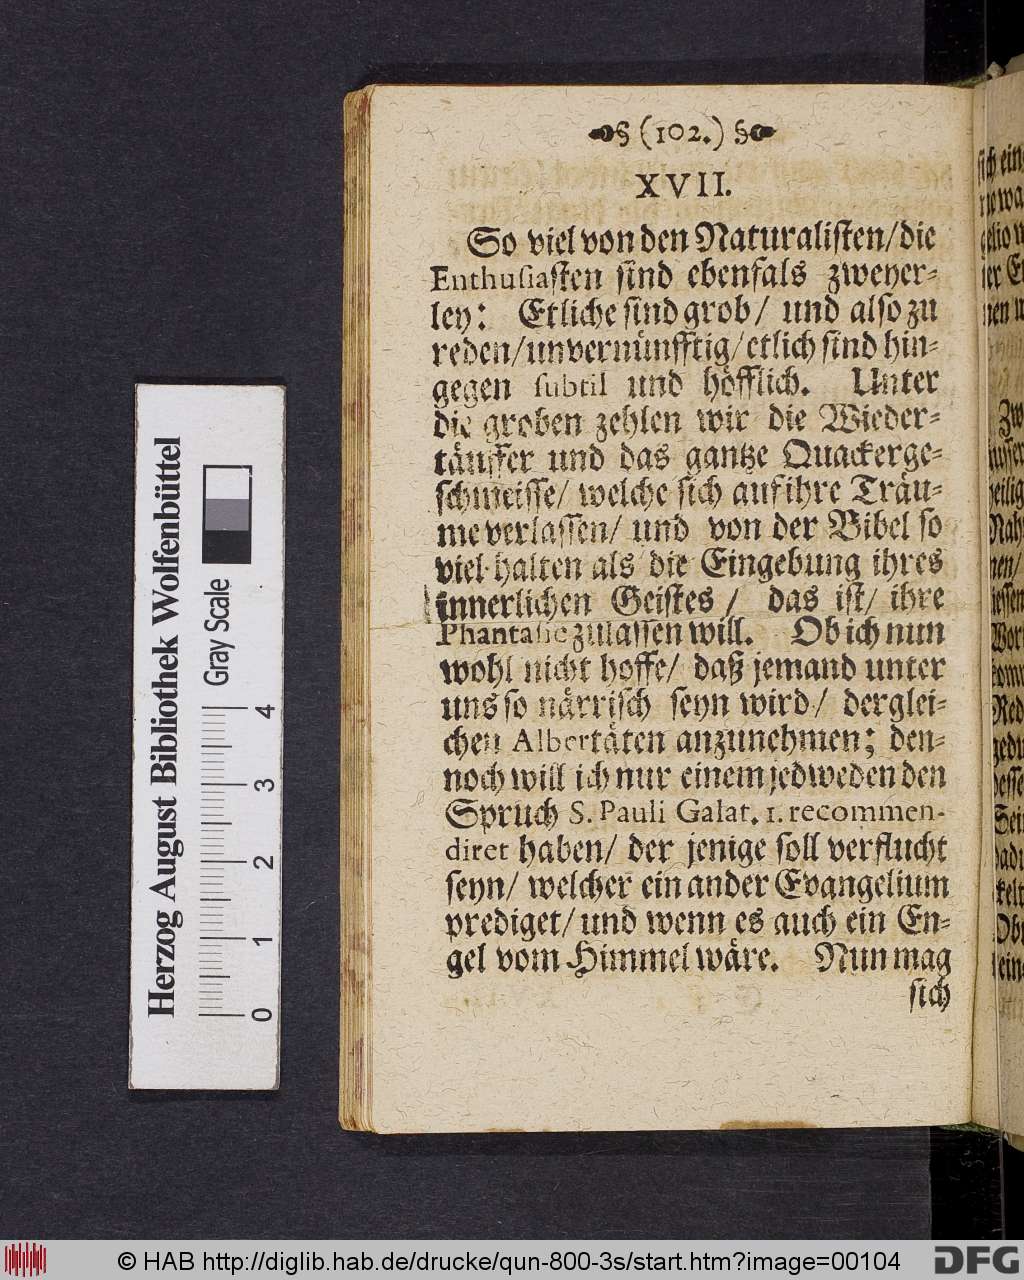 § (102.) §
XVII.
So viel von den Naturaliſten/die
Enthuſiaſten ſind ebenfals zweyer-
ley: Etliche ſind grob/ und alſo zu
reden/unvernünfftig/etlich ſind hin-
gegen ſubtil und höfflich. Unter
die groben zehlen wir die Wieder-
täuffer und das gantze Quackerge-
ſchmeiſſe/ welche ſich auf ihre Träu-
me verlaſſen/ und von der Bibel ſo
viel halten als die Eingebung ihres
innerlichen Geiſtes/ das iſt/ ihre
Phantaſie zulaſſen will. Ob ich nun
wohl nicht hoffe/ daß jemand unter
uns ſo närriſch ſeyn wird/ derglei-
chen Albertäten anzunehmen; den-
noch will ich nur einem jedweden den
Spruch S. Pauli Galat. 1. recommen-
diret haben/ der jenige ſoll verflucht
ſeyn/ welcher ein ander Evangelium
prediget/ und wenn es auch ein En-
gel vom Himmel wäre. Nun mag
ſich
Herzog August Bibliothek Wolfenbüttel
Gray Scale
0 1 2 3 4
© HAB http://diglib.hab.de/drucke/qun-800-3s/start.htm?image=00104
DFG